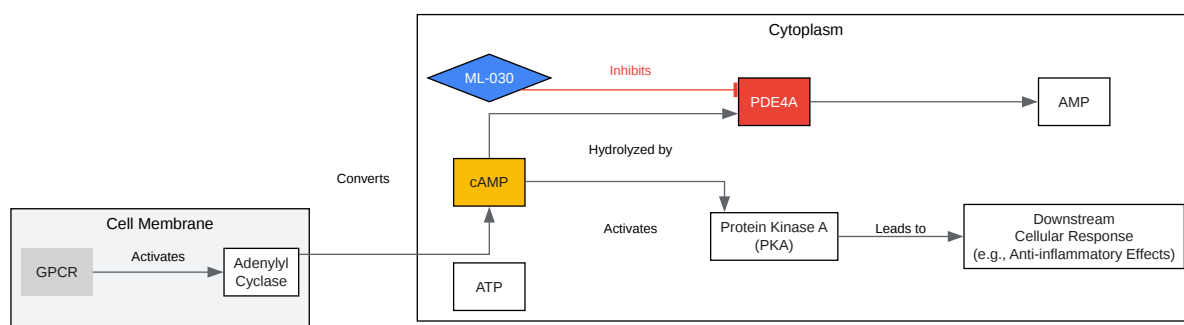 Cytoplasm
ML-030
Inhibits
PDE4A
AMP
Hydrolyzed by
Converts
cAMP
Cell Membrane
Activates
Protein Kinase A
(PKA)
Leads to
Downstream
Cellular Response
(e.g., Anti-inflammatory Effects)
GPCR
Activates
Adenylyl
Cyclase
ATP